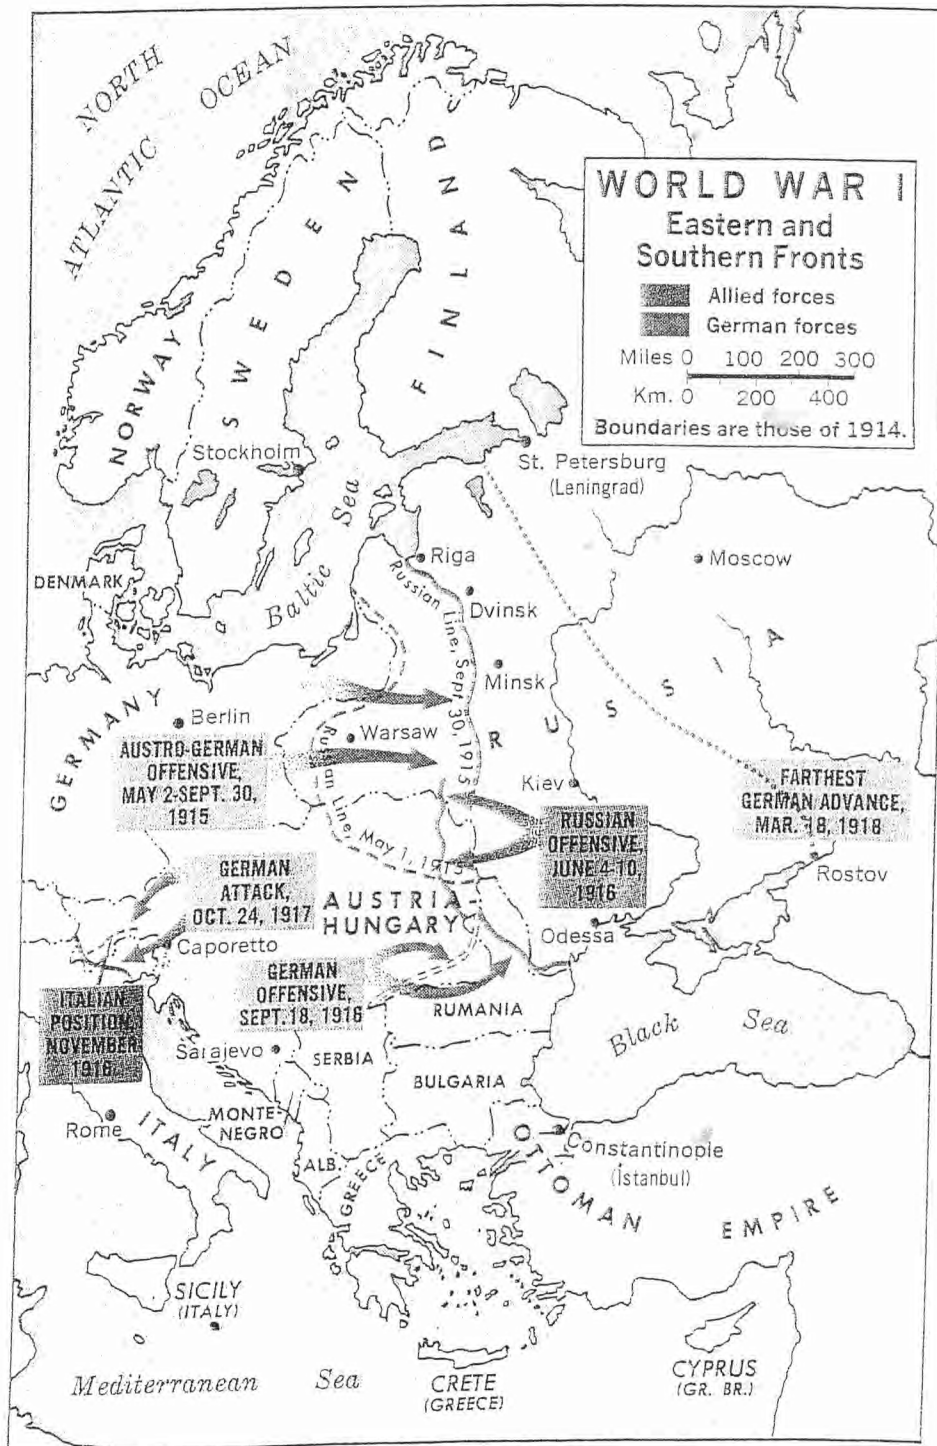 NORTH
ATLANTIC OCEAN
WORLD WAR I
Eastern and
Southern Fronts
Allied forces
German forces
Miles 0 100 200 300
Km. 0 200 400
Boundaries are those of 1914.
NORWAY
SWEDEN
FINLAND
Stockholm
St. Petersburg
(Leningrad)
Baltic Sea
Riga
Moscow
DENMARK
Dvinsk
Russian Line, Sept. 30, 1915
Minsk
RUSSIA
GERMANY
Berlin
Warsaw
AUSTRO-GERMAN
OFFENSIVE,
MAY 2-SEPT. 30,
1915
Russian Line, May 1, 1915
Kiev
FARTHEST
GERMAN ADVANCE,
MAR. 18, 1918
RUSSIAN
OFFENSIVE,
JUNE 4-10,
1916
Rostov
GERMAN
ATTACK,
OCT. 24, 1917
AUSTRIA-
HUNGARY
Odessa
Caporetto
GERMAN
OFFENSIVE,
SEPT. 18, 1916
ITALIAN
POSITION,
NOVEMBER
1916
RUMANIA
Black Sea
Sarajevo
SERBIA
BULGARIA
MONTE-
NEGRO
Rome
ITALY
ALB.
GREECE
Constantinople
(İstanbul)
OTTOMAN EMPIRE
SICILY
(ITALY)
Mediterranean Sea
CRETE
(GREECE)
CYPRUS
(GR. BR.)